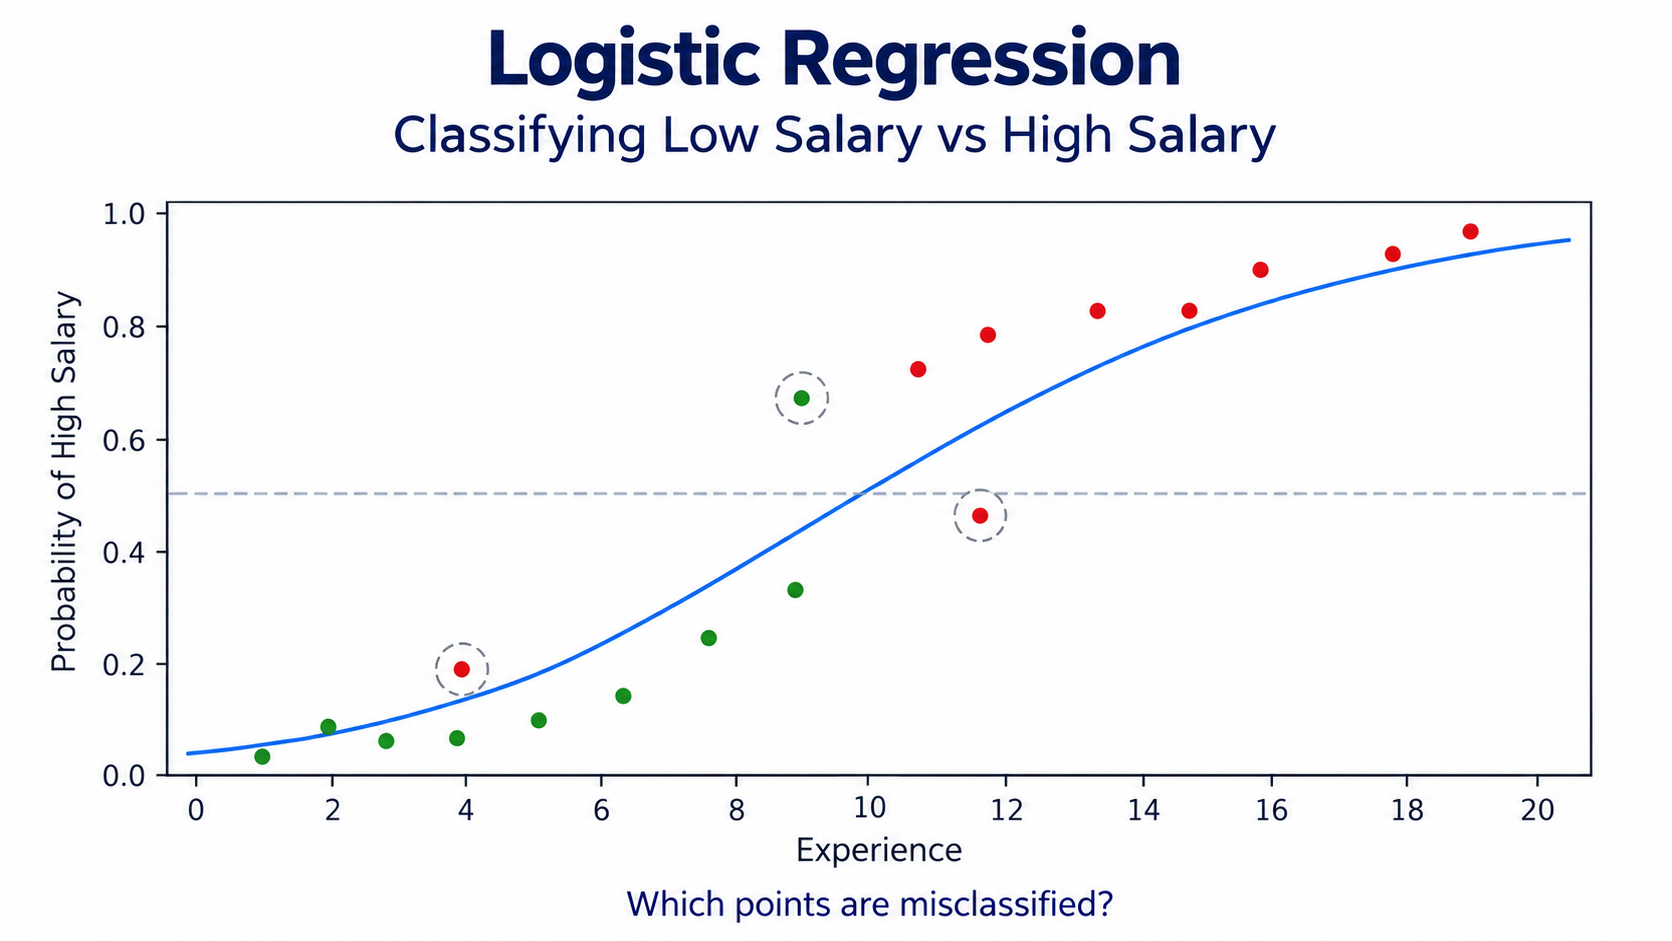 Logistic Regression
Classifying Low Salary vs High Salary
Probability of High Salary
1.0
0.8
0.6
0.4
0.2
0.0
0 2 4 6 8 10 12 14 16 18 20
Experience
Which points are misclassified?